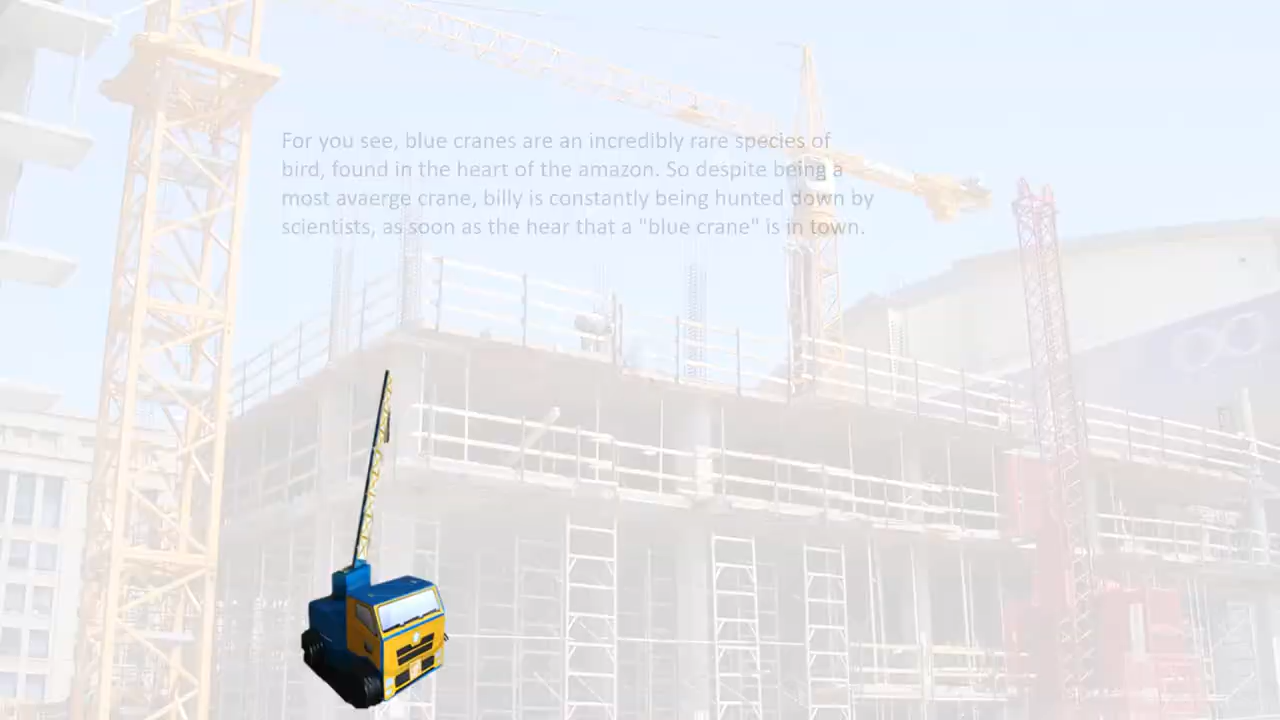 For you see, blue cranes are an incredibly rare species of
bird, found in the heart of the amazon. So despite being a
most avaerge crane, billy is constantly being hunted down by
scientists, as soon as the hear that a "blue crane" is in town.